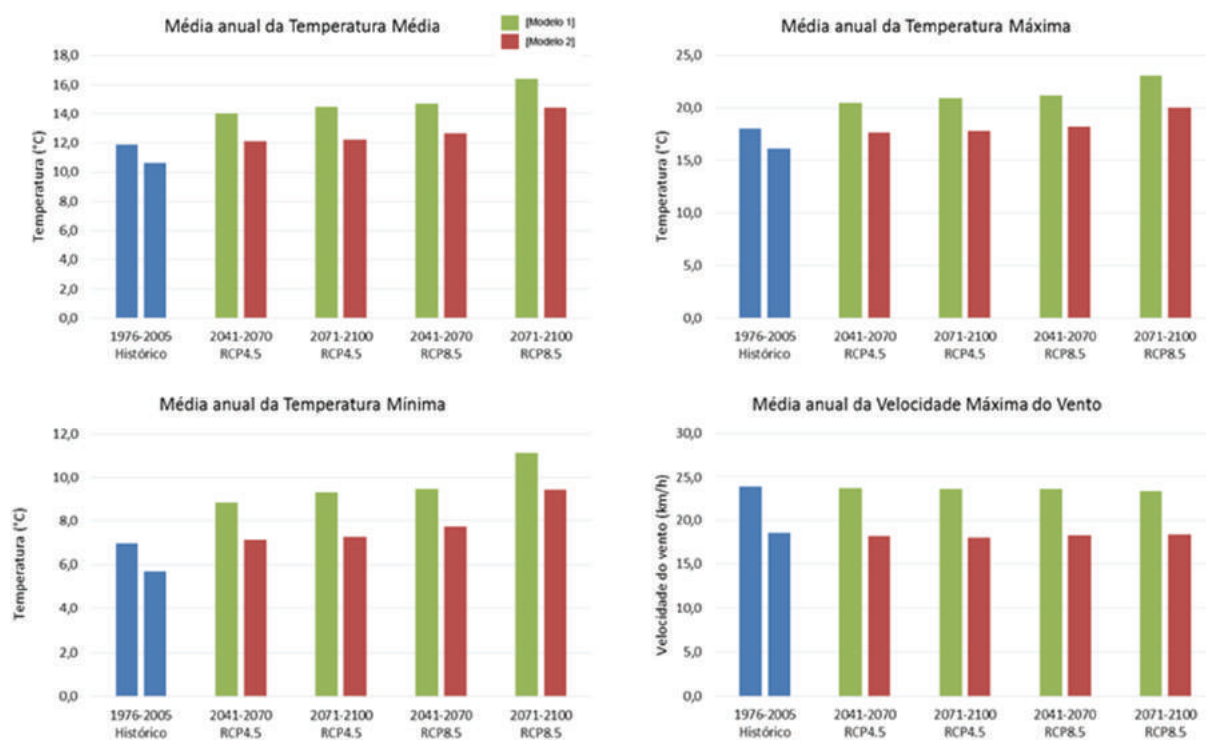 Média anual da Temperatura Média
[Modelo 1]
[Modelo 2]
Temperatura (°C)
18,0
16,0
14,0
12,0
10,0
8,0
6,0
4,0
2,0
0,0
1976-2005 2041-2070 2071-2100 2041-2070 2071-2100
Histórico RCP4.5 RCP4.5 RCP8.5 RCP8.5
Média anual da Temperatura Máxima
Temperatura (°C)
25,0
20,0
15,0
10,0
5,0
0,0
1976-2005 2041-2070 2071-2100 2041-2070 2071-2100
Histórico RCP4.5 RCP4.5 RCP8.5 RCP8.5
Média anual da Temperatura Mínima
Temperatura (°C)
12,0
10,0
8,0
6,0
4,0
2,0
0,0
1976-2005 2041-2070 2071-2100 2041-2070 2071-2100
Histórico RCP4.5 RCP4.5 RCP8.5 RCP8.5
Média anual da Velocidade Máxima do Vento
Velocidade do vento (km/h)
30,0
25,0
20,0
15,0
10,0
5,0
0,0
1976-2005 2041-2070 2071-2100 2041-2070 2071-2100
Histórico RCP4.5 RCP4.5 RCP8.5 RCP8.5